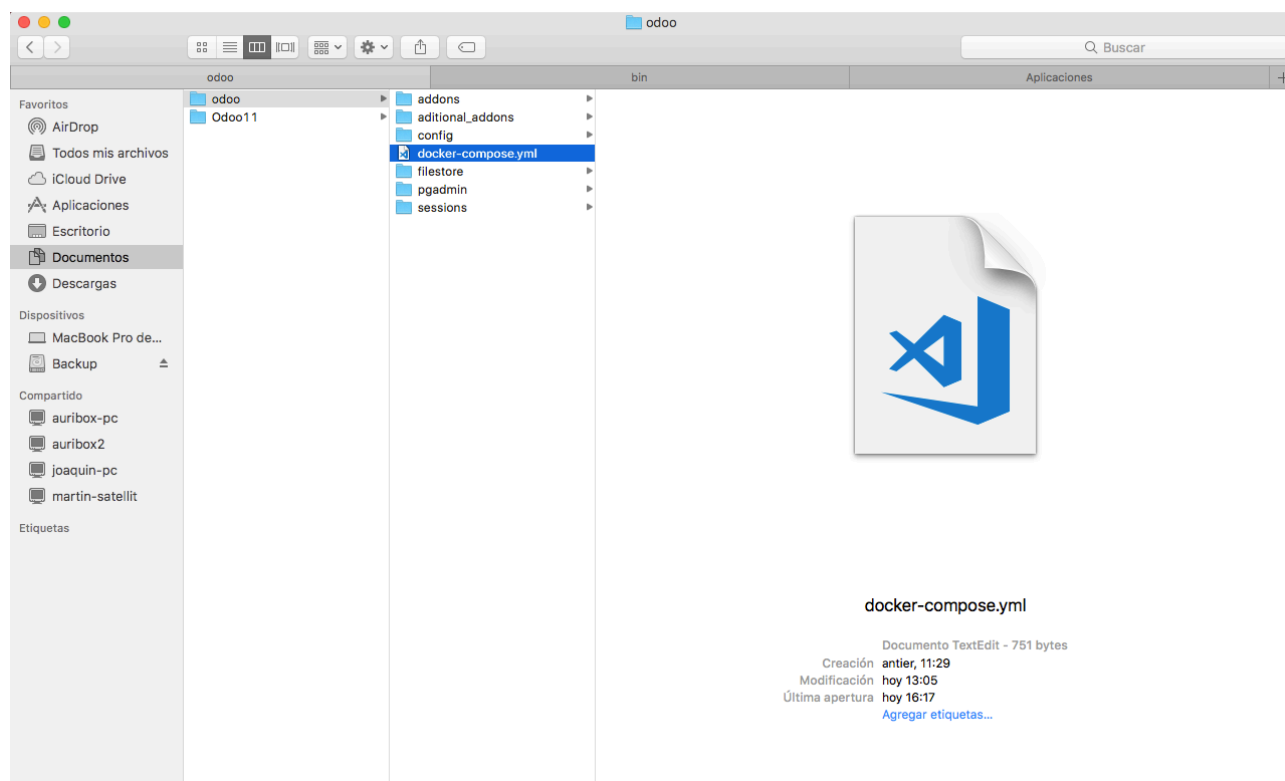 odoo
Buscar
odoo
bin
Aplicaciones
Favoritos
AirDrop
Todos mis archivos
iCloud Drive
Aplicaciones
Escritorio
Documentos
Descargas
Dispositivos
MacBook Pro de...
Backup
Compartido
auribox-pc
auribox2
joaquin-pc
martin-satellit
Etiquetas
odoo
Odoo11
addons
aditional_addons
config
docker-compose.yml
filestore
pgadmin
sessions
docker-compose.yml
Documento TextEdit - 751 bytes
Creación antier, 11:29
Modificación hoy 13:05
Última apertura hoy 16:17
Agregar etiquetas...